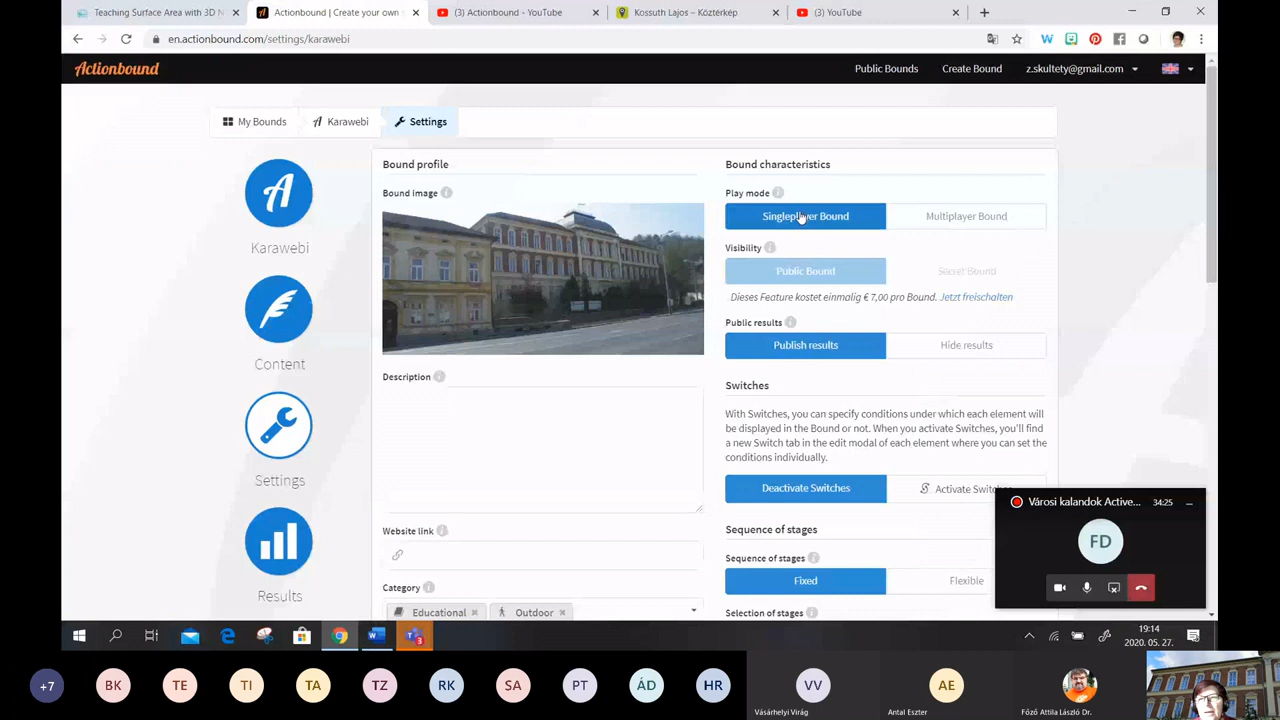 Teaching Surface Area with 3D N
Actionbound | Create your own
(3) Actionbound - YouTube
Kossuth Lajos – Köztérkép
(3) YouTube
en.actionbound.com/settings/karawebi
Actionbound
Public Bounds
Create Bound
z.skultety@gmail.com
My Bounds
Karawebi
Settings
Karawebi
Content
Settings
Results
Bound profile
Bound image
Description
Website link
Category
Educational
Outdoor
Bound characteristics
Play mode
Singleplayer Bound
Multiplayer Bound
Visibility
Public Bound
Secret Bound
Dieses Feature kostet einmalig € 7,00 pro Bound. Jetzt freischalten
Public results
Publish results
Hide results
Switches
With Switches, you can specify conditions under which each element will
be displayed in the Bound or not. When you activate Switches, you'll find
a new Switch tab in the edit modal of each element where you can set the
conditions individually.
Deactivate Switches
Activate Switch
Sequence of stages
Sequence of stages
Fixed
Flexible
Selection of stages
Városi kalandok Active...
34:25
FD
19:14
2020. 05. 27.
+7
BK
TE
TI
TA
TZ
RK
SA
PT
ÁD
HR
VV
Vásárhelyi Virág
AE
Antal Eszter
Főző Attila László Dr.